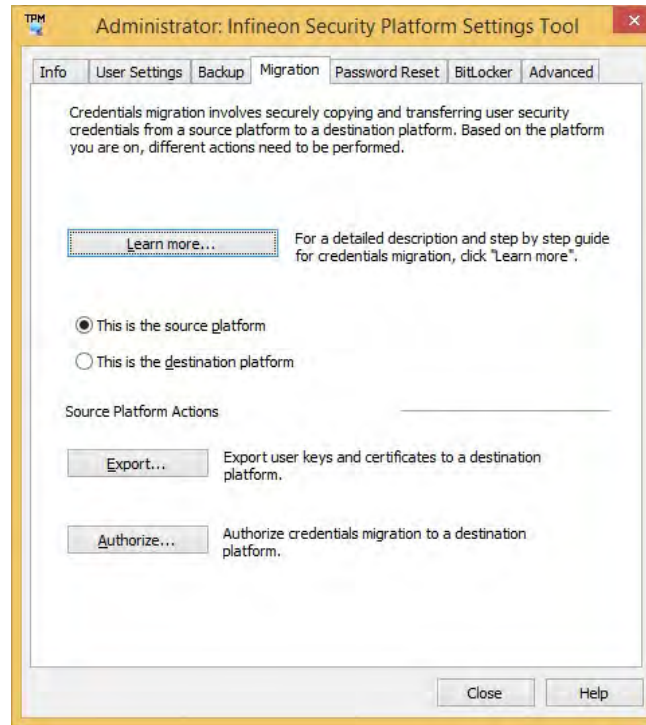 TPM
Administrator: Infineon Security Platform Settings Tool
Info User Settings Backup Migration Password Reset BitLocker Advanced
Credentials migration involves securely copying and transferring user security
credentials from a source platform to a destination platform. Based on the platform
you are on, different actions need to be performed.
Learn more...
For a detailed description and step by step guide
for credentials migration, click "Learn more".
This is the source platform
This is the destination platform
Source Platform Actions
Export...
Export user keys and certificates to a destination
platform.
Authorize...
Authorize credentials migration to a destination
platform.
Close Help